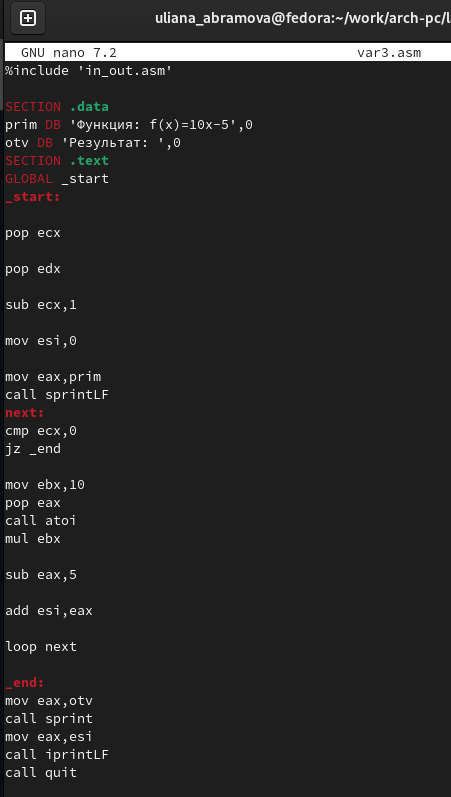 uliana_abramova@fedora:~/work/arch-pc/l
GNU nano 7.2 var3.asm
%include 'in_out.asm'
SECTION .data
prim DB 'Функция: f(x)=10x-5',0
otv DB 'Результат: ',0
SECTION .text
GLOBAL _start
_start:
pop ecx
pop edx
sub ecx,1
mov esi,0
mov eax,prim
call sprintLF
next:
cmp ecx,0
jz _end
mov ebx,10
pop eax
call atoi
mul ebx
sub eax,5
add esi,eax
loop next
_end:
mov eax,otv
call sprint
mov eax,esi
call iprintLF
call quit